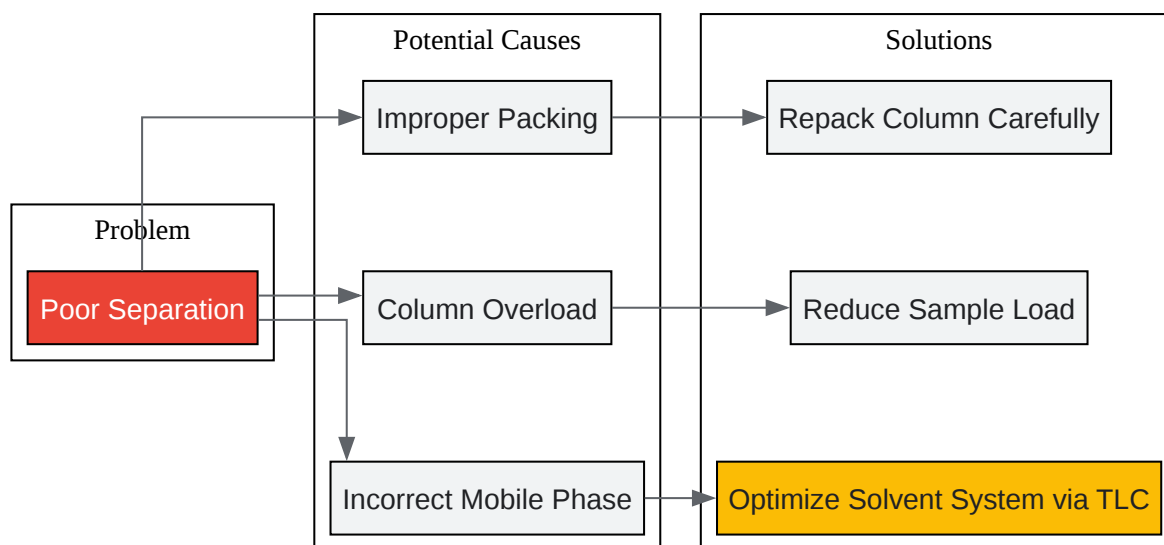 Potential Causes
Solutions
Improper Packing
Repack Column Carefully
Problem
Poor Separation
Column Overload
Reduce Sample Load
Incorrect Mobile Phase
Optimize Solvent System via TLC